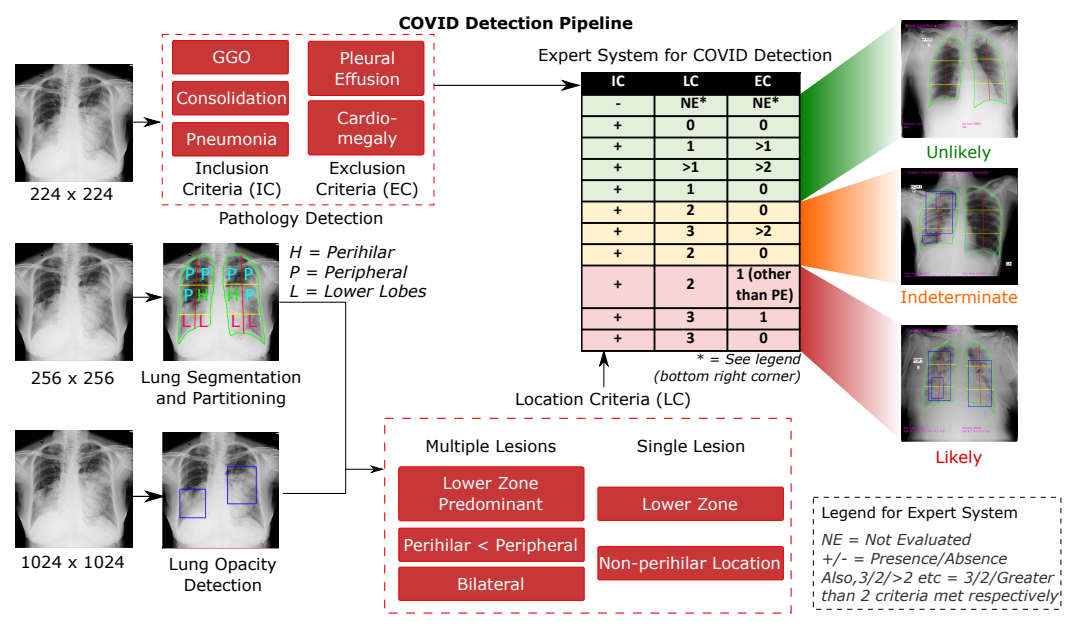 COVID Detection Pipeline
GGO
Consolidation
Pneumonia
Pleural
Effusion
Cardio-
megaly
Inclusion
Criteria (IC)
Exclusion
Criteria (EC)
Pathology Detection
224 x 224
256 x 256
P P P P
P H H P
L L L L
H = Perihilar
P = Peripheral
L = Lower Lobes
Lung Segmentation
and Partitioning
1024 x 1024
Lung Opacity
Detection
Expert System for COVID Detection
IC LC EC
- NE* NE*
+ 0 0
+ 1 >1
+ >1 >2
+ 1 0
+ 2 0
+ 3 >2
+ 2 0
+ 2 1 (other
than PE)
+ 3 1
+ 3 0
* = See legend
(bottom right corner)
Location Criteria (LC)
Multiple Lesions
Lower Zone
Predominant
Perihilar < Peripheral
Bilateral
Single Lesion
Lower Zone
Non-perihilar Location
Unlikely
Indeterminate
Likely
Legend for Expert System
NE = Not Evaluated
+/- = Presence/Absence
Also,3/2/>2 etc = 3/2/Greater
than 2 criteria met respectively